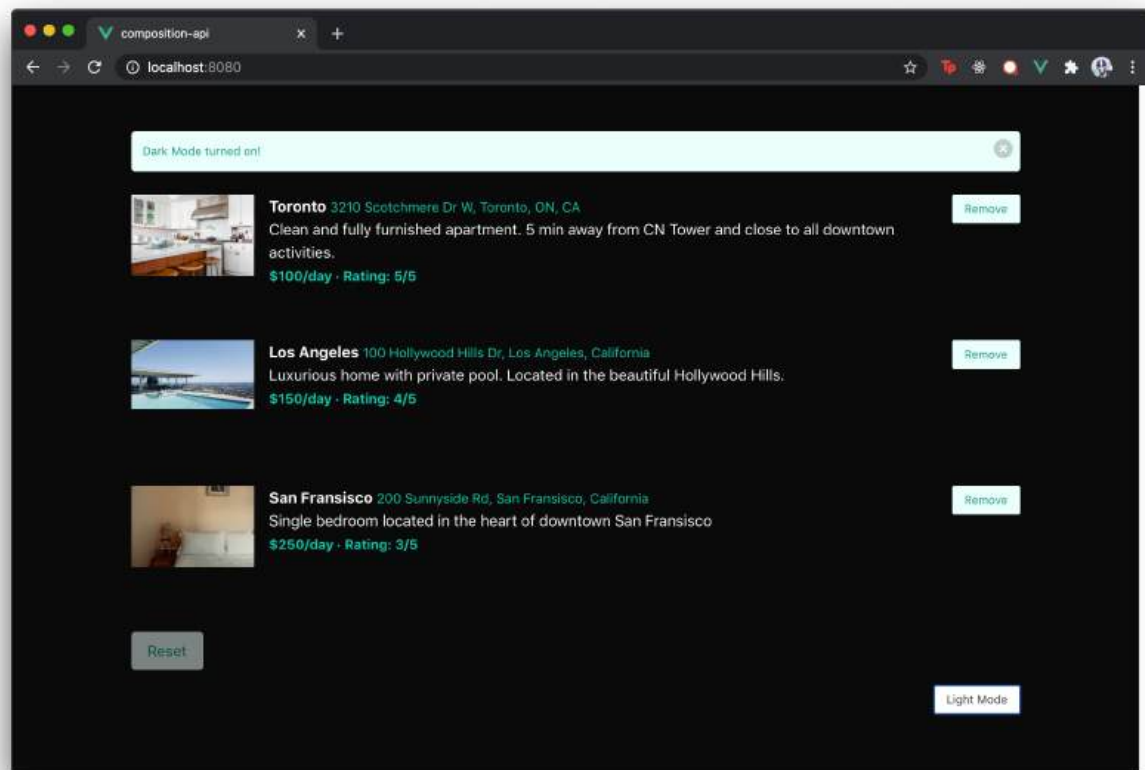 composition-api
localhost:8080
Dark Mode turned on!
Toronto 3210 Scotchmere Dr W, Toronto, ON, CA
Remove
Clean and fully furnished apartment. 5 min away from CN Tower and close to all downtown
activities.
$100/day · Rating: 5/5
Los Angeles 100 Hollywood Hills Dr, Los Angeles, California
Remove
Luxurious home with private pool. Located in the beautiful Hollywood Hills.
$150/day · Rating: 4/5
San Fransisco 200 Sunnyside Rd, San Fransisco, California
Remove
Single bedroom located in the heart of downtown San Fransisco
$250/day · Rating: 3/5
Reset
Light Mode